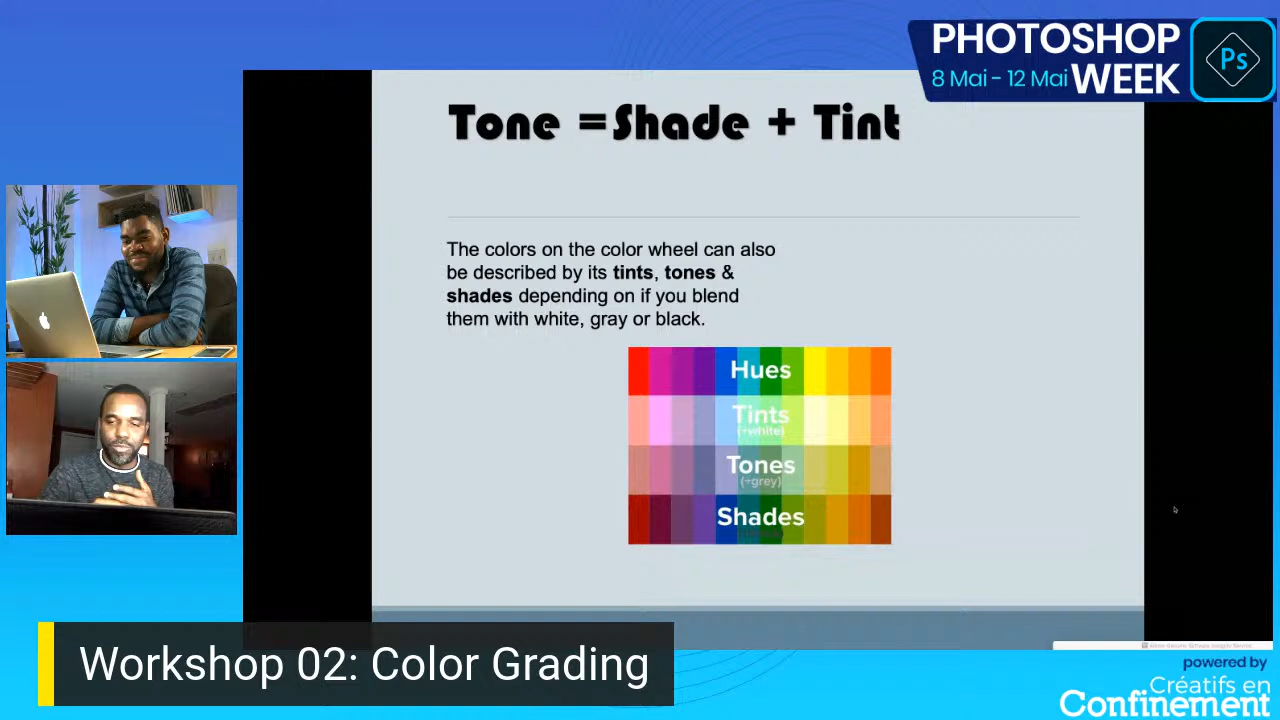 PHOTOSHOP
8 Mai - 12 Mai WEEK
Ps
Tone =Shade + Tint
The colors on the color wheel can also
be described by its tints, tones &
shades depending on if you blend
them with white, gray or black.
Hues
Tints
(+white)
Tones
(+grey)
Shades
Workshop 02: Color Grading
powered by
Créatifs en
Confinement